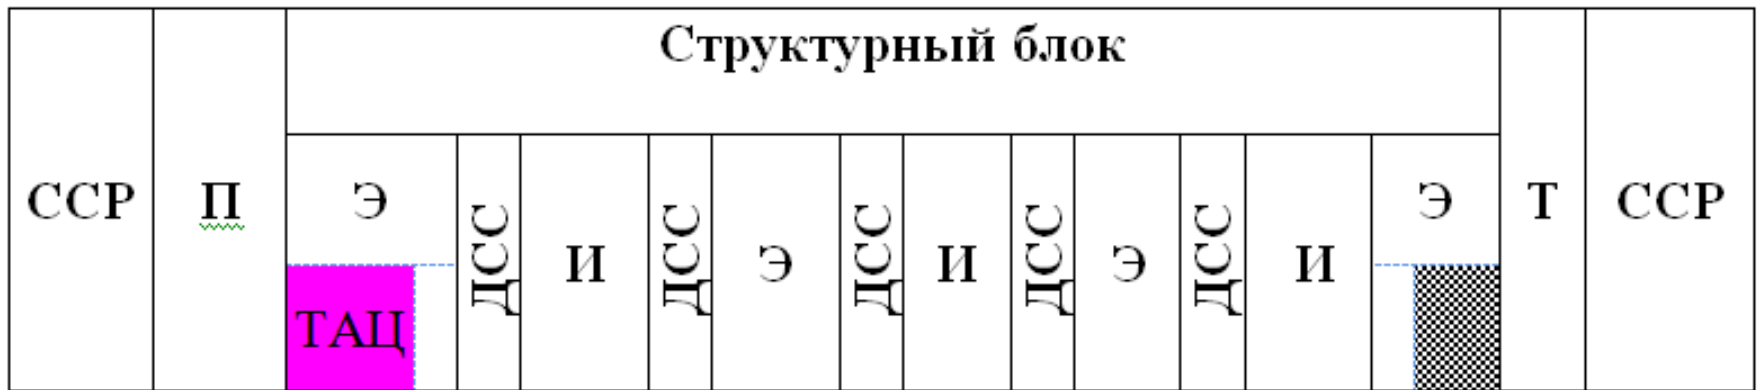 Структурный блок
ССР П Э ДСС И ДСС Э ДСС И ДСС Э ДСС И Э Т ССР
ТАЦ